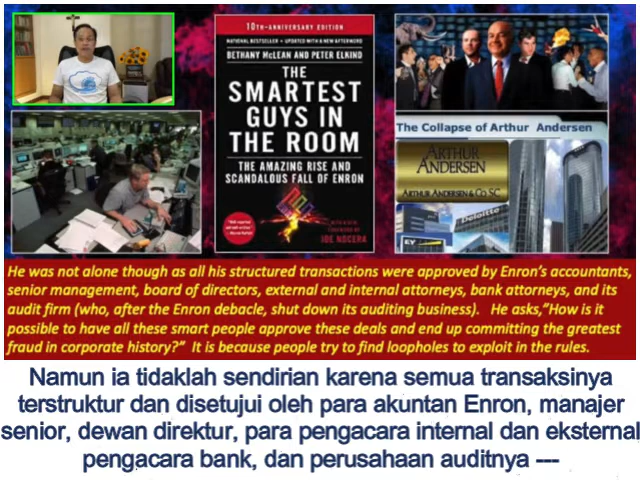 10TH-ANNIVERSARY EDITION
NATIONAL BESTSELLER • UPDATED WITH A NEW AFTERWORD
BETHANY McLEAN AND PETER ELKIND
THE
SMARTEST
GUYS IN
THE ROOM
THE AMAZING RISE AND
SCANDALOUS FALL OF ENRON
WITH A NEW
FOREWORD BY
JOE NOCERA
The Collapse of Arthur Andersen
ARTHUR
ANDERSEN
ARTHUR ANDERSEN & CO, SC
Deloitte
EY
He was not alone though as all his structured transactions were approved by Enron's accountants,
senior management, board of directors, external and internal attorneys, bank attorneys, and its
audit firm (who, after the Enron debacle, shut down its auditing business). He asks,"How is it
possible to have all these smart people approve these deals and end up committing the greatest
fraud in corporate history?" It is because people try to find loopholes to exploit in the rules.
Namun ia tidaklah sendirian karena semua transaksinya
terstruktur dan disetujui oleh para akuntan Enron, manajer
senior, dewan direktur, para pengacara internal dan eksternal
pengacara bank, dan perusahaan auditnya ---